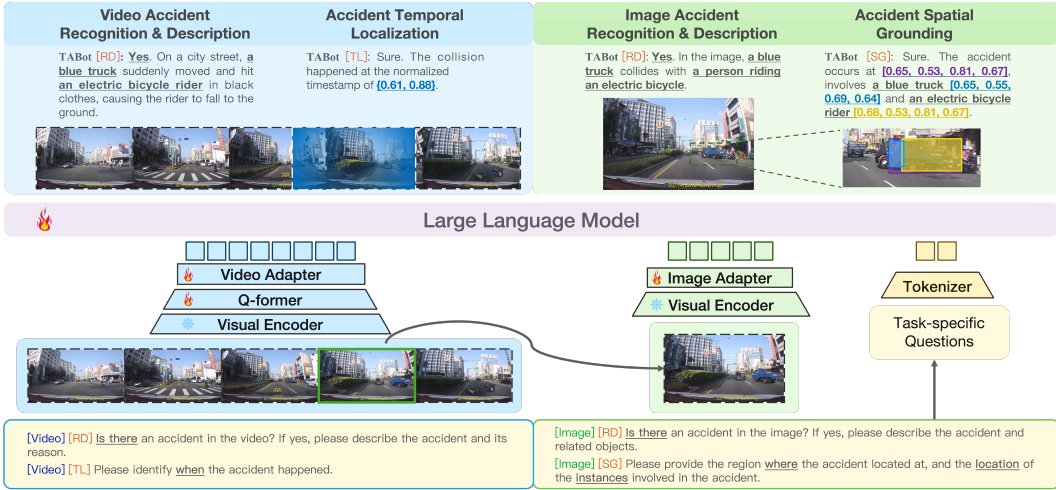 Video Accident
Recognition & Description
TABot [RD]: Yes. On a city street, a
blue truck suddenly moved and hit
an electric bicycle rider in black
clothes, causing the rider to fall to the
ground.
Accident Temporal
Localization
TABot [TL]: Sure. The collision
happened at the normalized
timestamp of {0.61, 0.88}.
Image Accident
Recognition & Description
TABot [RD]: Yes. In the image, a blue
truck collides with a person riding
an electric bicycle.
Accident Spatial
Grounding
TABot [SG]: Sure. The accident
occurs at [0.65, 0.53, 0.81, 0.67],
involves a blue truck [0.65, 0.55,
0.69, 0.64] and an electric bicycle
rider [0.68, 0.53, 0.81, 0.67].
Large Language Model
Video Adapter
Q-former
Visual Encoder
Image Adapter
Visual Encoder
Tokenizer
Task-specific
Questions
[Video] [RD] Is there an accident in the video? If yes, please describe the accident and its
reason.
[Video] [TL] Please identify when the accident happened.
[Image] [RD] Is there an accident in the image? If yes, please describe the accident and
related objects.
[Image] [SG] Please provide the region where the accident located at, and the location of
the instances involved in the accident.